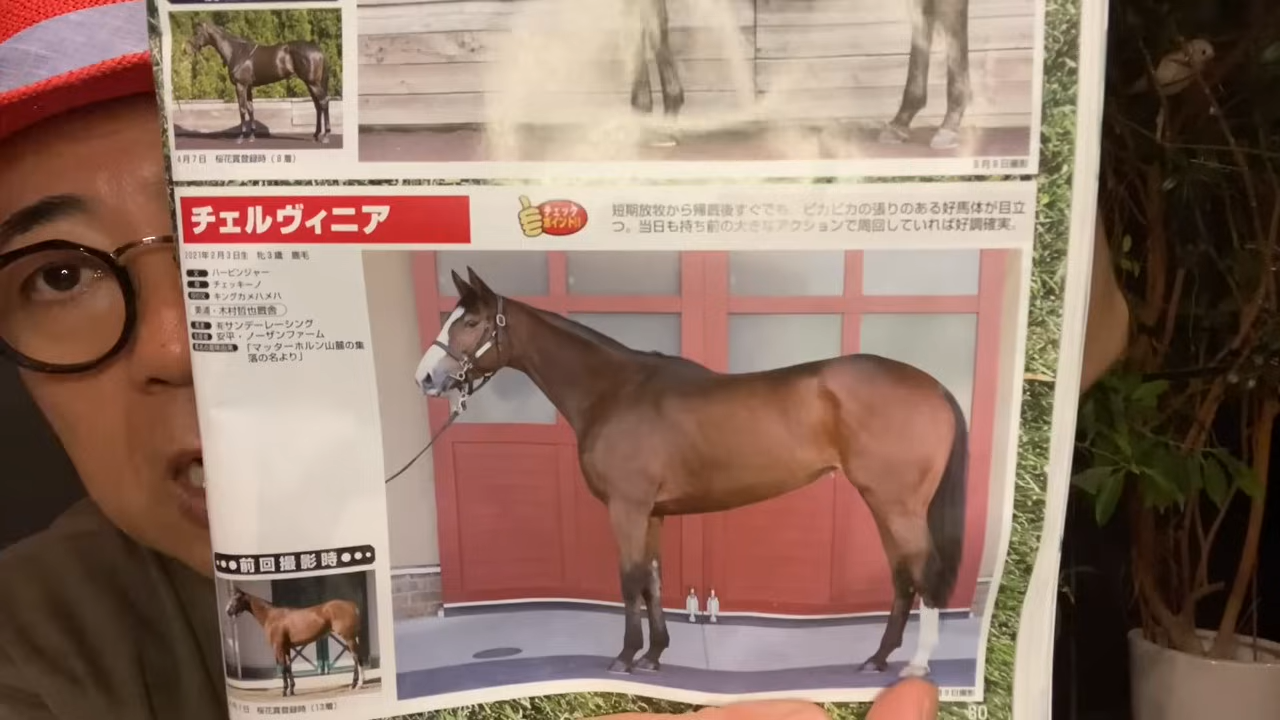 4月7日 桜花賞登録時(8着)
チェルヴィニア
チェック
ポイント!!
短期放牧から帰厩後すぐでも、ピカピカの張りのある好馬体が目立
つ。当日も持ち前の大きなアクションで周回していれば好調確実。
2021年2月3日生 牝3歳 鹿毛
父 ハービンジャー
母 チェッキーノ
キングカメハメハ
美浦・木村哲也厩舎
㈲サンデーレーシング
安平・ノーザンファーム
「マッターホルン山麓の集
落の名より」
前回撮影時
桜花賞登録時(13着)
80